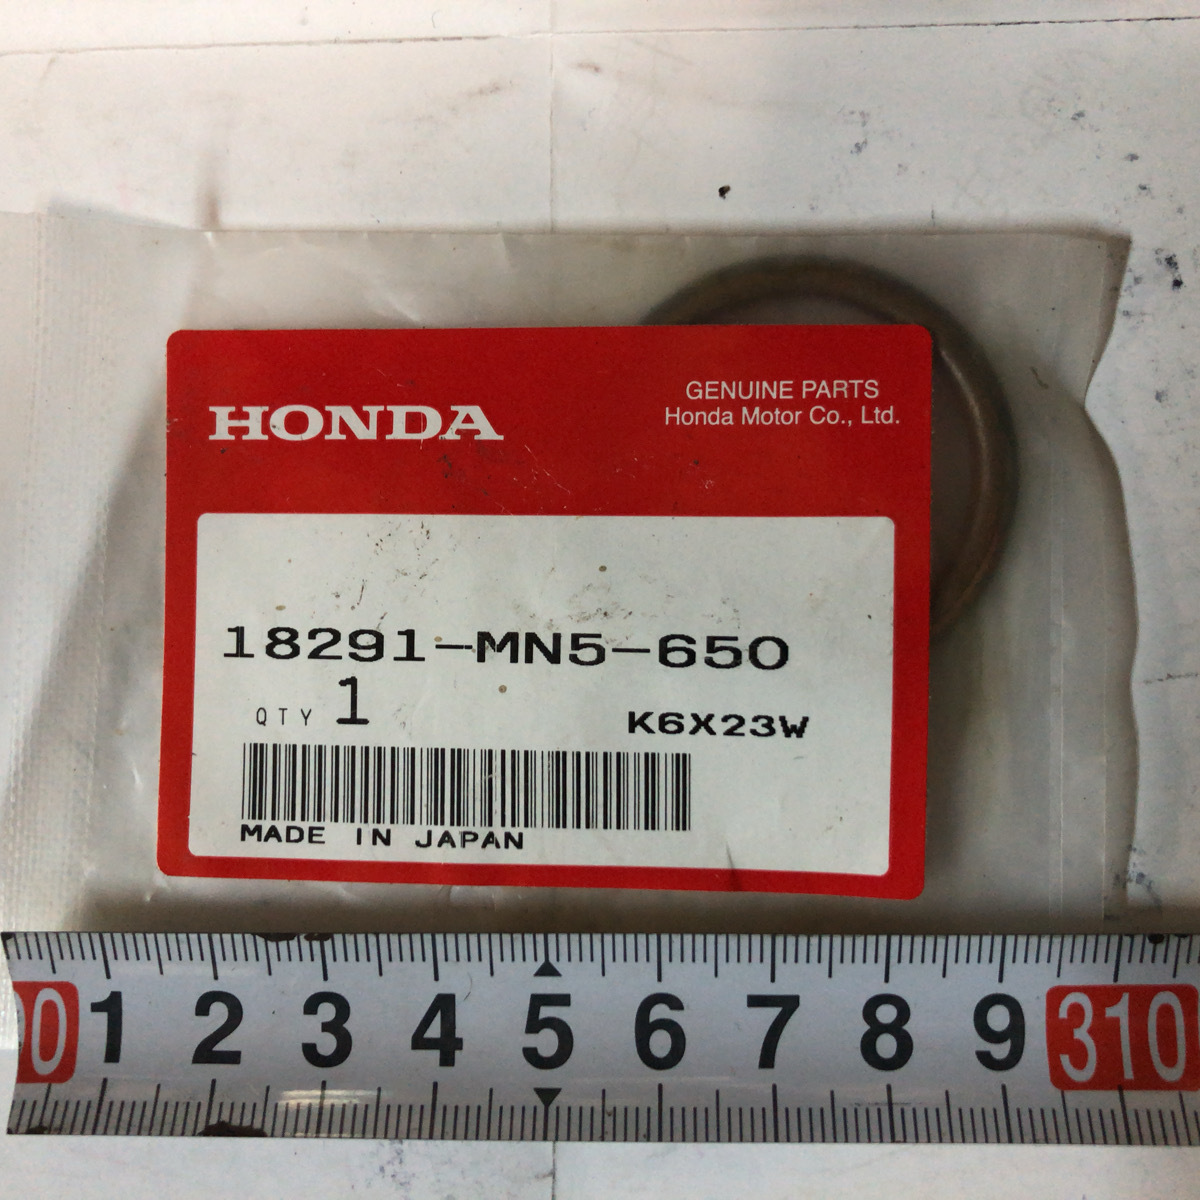 HONDA
GENUINE PARTS
Honda Motor Co., Ltd.
18291-MN5-650
QTY 1
K6X23W
MADE IN JAPAN
1 2 3 4 5 6 7 8 9 310